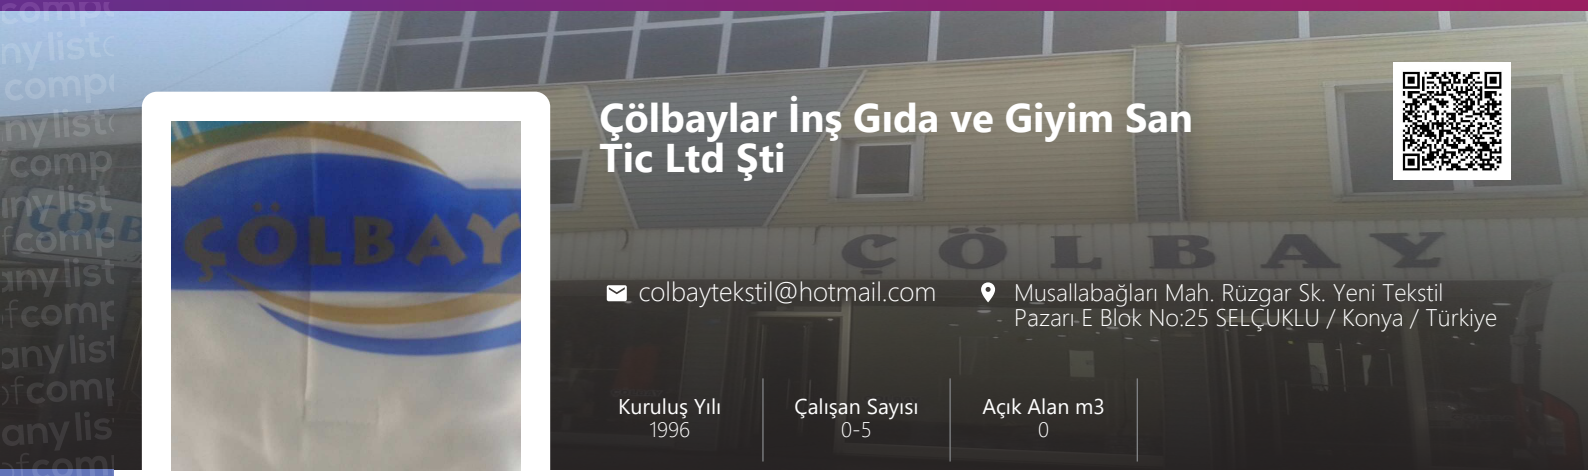 Çölbaylar İnş Gıda ve Giyim San
Tic Ltd Şti
ÇÖLBAY
ÇÖLBAY
colbaytekstil@hotmail.com
Musallabağları Mah. Rüzgar Sk. Yeni Tekstil
Pazarı E Blok No:25 SELÇUKLU / Konya / Türkiye
Kuruluş Yılı
1996
Çalışan Sayısı
0-5
Açık Alan m3
0